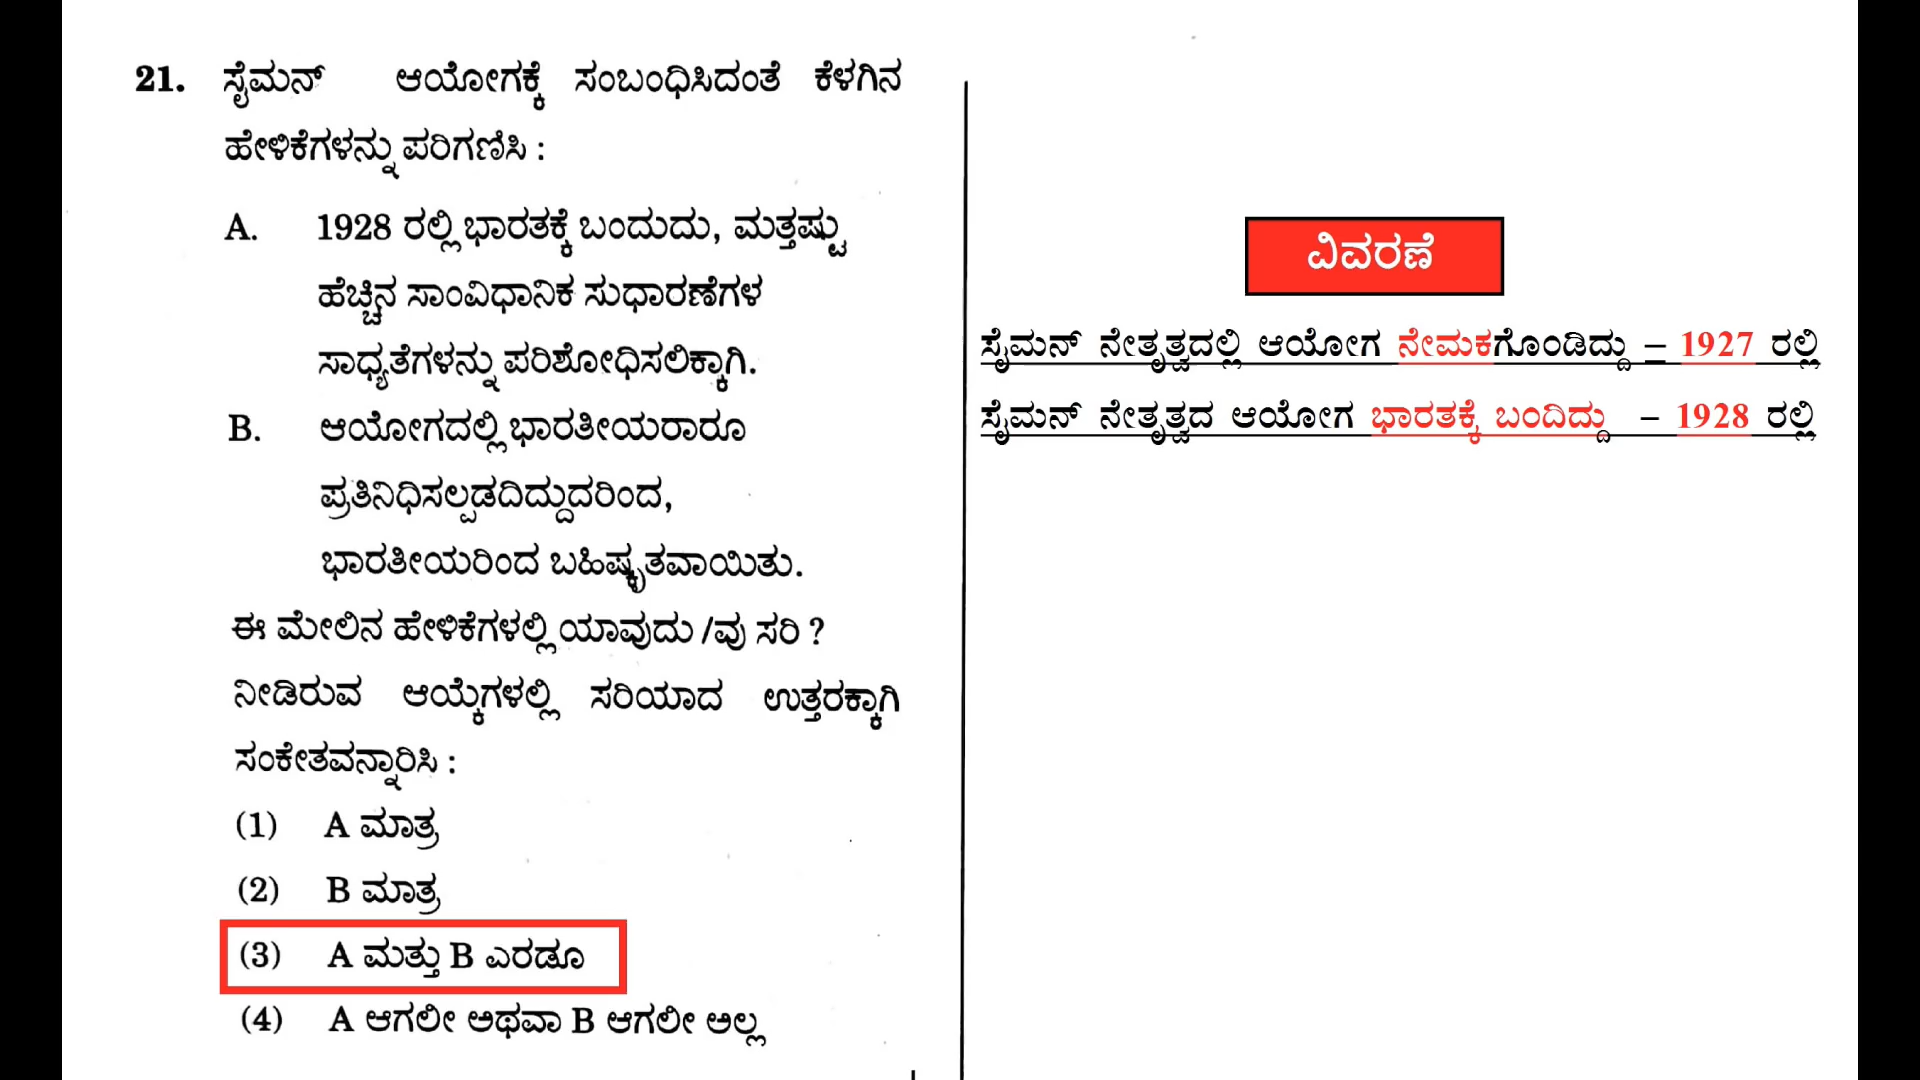 21. ಸೈಮನ್ ಆಯೋಗಕ್ಕೆ ಸಂಬಂಧಿಸಿದಂತೆ ಕೆಳಗಿನ
ಹೇಳಿಕೆಗಳನ್ನು ಪರಿಗಣಿಸಿ :
A. 1928 ರಲ್ಲಿ ಭಾರತಕ್ಕೆ ಬಂದುದು, ಮತ್ತಷ್ಟು
ಹೆಚ್ಚಿನ ಸಾಂವಿಧಾನಿಕ ಸುಧಾರಣೆಗಳ
ಸಾಧ್ಯತೆಗಳನ್ನು ಪರಿಶೋಧಿಸಲಿಕ್ಕಾಗಿ.
B. ಆಯೋಗದಲ್ಲಿ ಭಾರತೀಯರಾರೂ
ಪ್ರತಿನಿಧಿಸಲ್ಪಡದಿದ್ದುದರಿಂದ,
ಭಾರತೀಯರಿಂದ ಬಹಿಷ್ಕೃತವಾಯಿತು.
ಈ ಮೇಲಿನ ಹೇಳಿಕೆಗಳಲ್ಲಿ ಯಾವುದು /ವು ಸರಿ ?
ನೀಡಿರುವ ಆಯ್ಕೆಗಳಲ್ಲಿ ಸರಿಯಾದ ಉತ್ತರಕ್ಕಾಗಿ
ಸಂಕೇತವನ್ನಾರಿಸಿ :
(1) A ಮಾತ್ರ
(2) B ಮಾತ್ರ
(3) A ಮತ್ತು B ಎರಡೂ
(4) A ಆಗಲೀ ಅಥವಾ B ಆಗಲೀ ಅಲ್ಲ
ವಿವರಣೆ
ಸೈಮನ್ ನೇತೃತ್ವದಲ್ಲಿ ಆಯೋಗ ನೇಮಕಗೊಂಡಿದ್ದು – 1927 ರಲ್ಲಿ
ಸೈಮನ್ ನೇತೃತ್ವದ ಆಯೋಗ ಭಾರತಕ್ಕೆ ಬಂದಿದ್ದು – 1928 ರಲ್ಲಿ